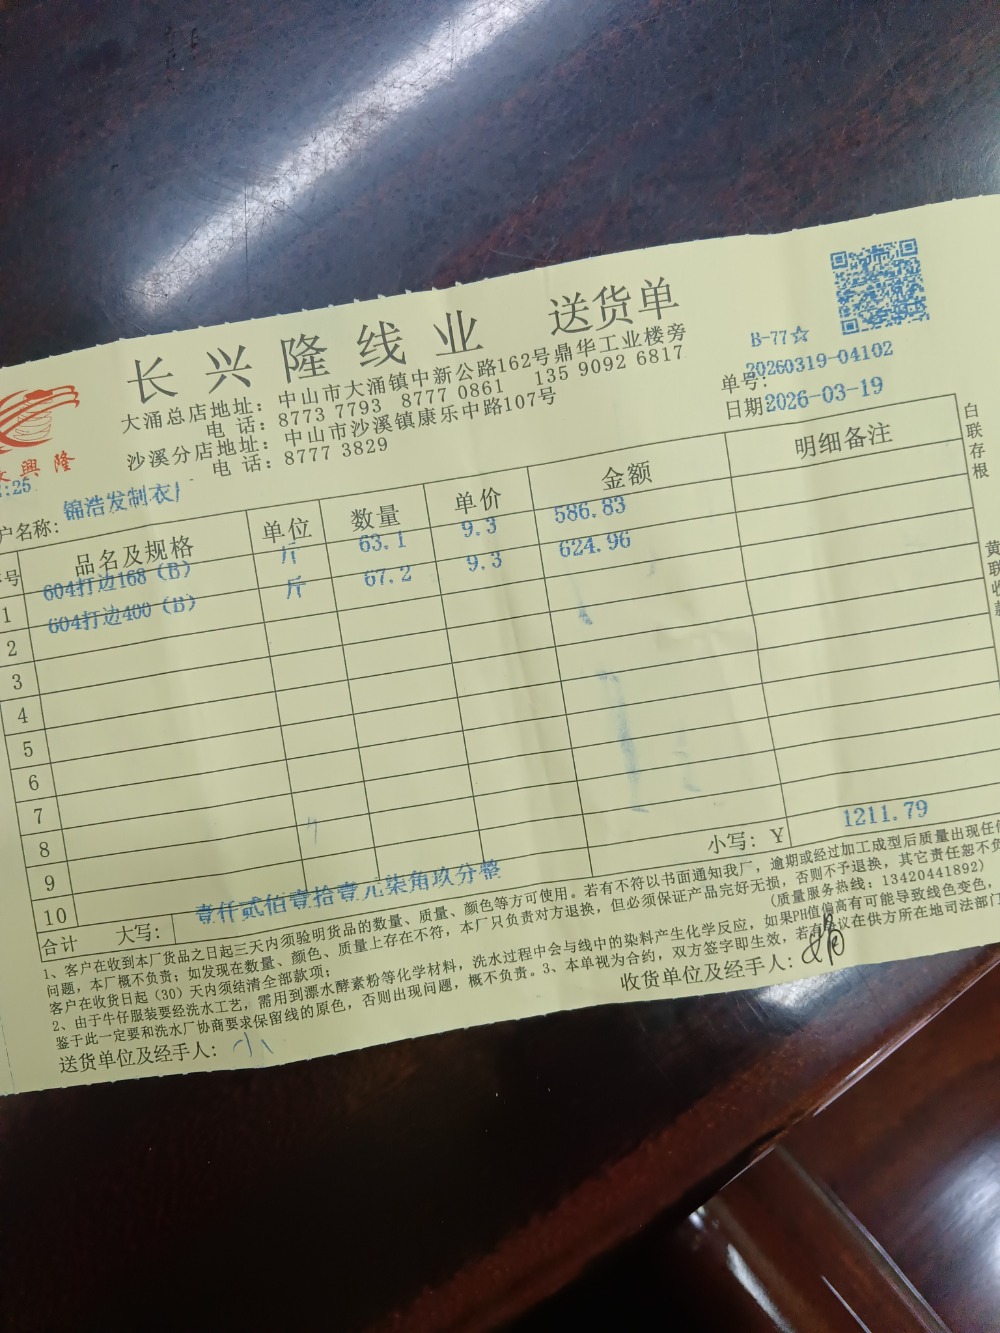 长兴隆线业 送货单
大涌总店地址：中山市大涌镇中新公路162号鼎华工业楼旁
电话：8773 7793 8777 0861 135 9092 6817
沙溪分店地址：中山市沙溪镇康乐中路107号
电话：8777 3829
B-77☆
单号：20260319-04102
日期2026-03-19
興隆
:25
户名称：锦浩发制衣厂
号 品名及规格 单位 数量 单价 金额 明细备注
1 604打边168（B） 斤 63.1 9.3 586.83
2 604打边400（B） 斤 67.2 9.3 624.96
3
4
5
6
7
8
9
10
合计 大写：壹仟贰佰壹拾壹元柒角玖分整 小写：Y 1211.79
1、客户在收到本厂货品之日起三天内须验明货品的数量、质量、颜色等方可使用。若有不符以书面通知我厂，逾期或经过加工成型后质量出现任
问题，本厂概不负责；如发现在数量、颜色、质量上存在不符，本厂只负责对方退换，但必须保证产品完好无损，否则不予退换，其它责任恕不负
客户在收货日起（30）天内须结清全部款项； （质量服务热线：13420441892）
2、由于牛仔服装要经洗水工艺，需用到漂水酵素粉等化学材料，洗水过程中会与线中的染料产生化学反应，如果PH值偏高有可能导致线色变色，
鉴于此一定要和洗水厂协商要求保留线的原色，否则出现问题，概不负责。3、本单视为合约，双方签字即生效，若有争议在供方所在地司法部门
送货单位及经手人：小 收货单位及经手人：
白联存根
黄联收